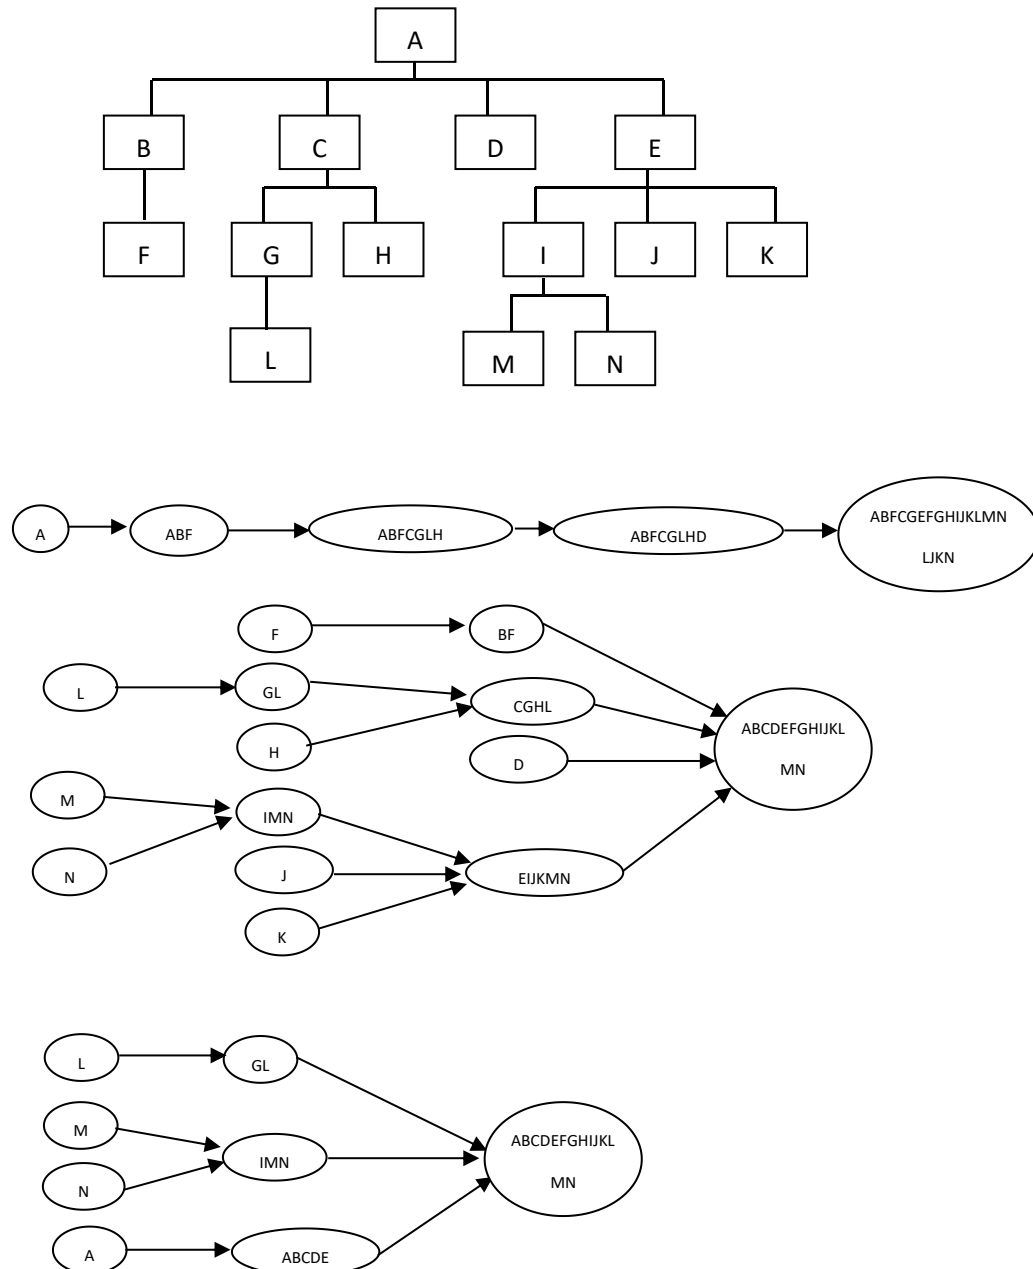 A
B
C
D
E
F
G
H
I
J
K
L
M
N
A
ABF
ABFCGLH
ABFCGLHD
ABFCGEFGHIJKLMN
LJKN
F
BF
L
GL
H
CGHL
D
ABCDEFGHIJKL
MN
M
N
IMN
J
K
EIJKMN
L
GL
M
N
IMN
A
ABCDE
ABCDEFGHIJKL
MN